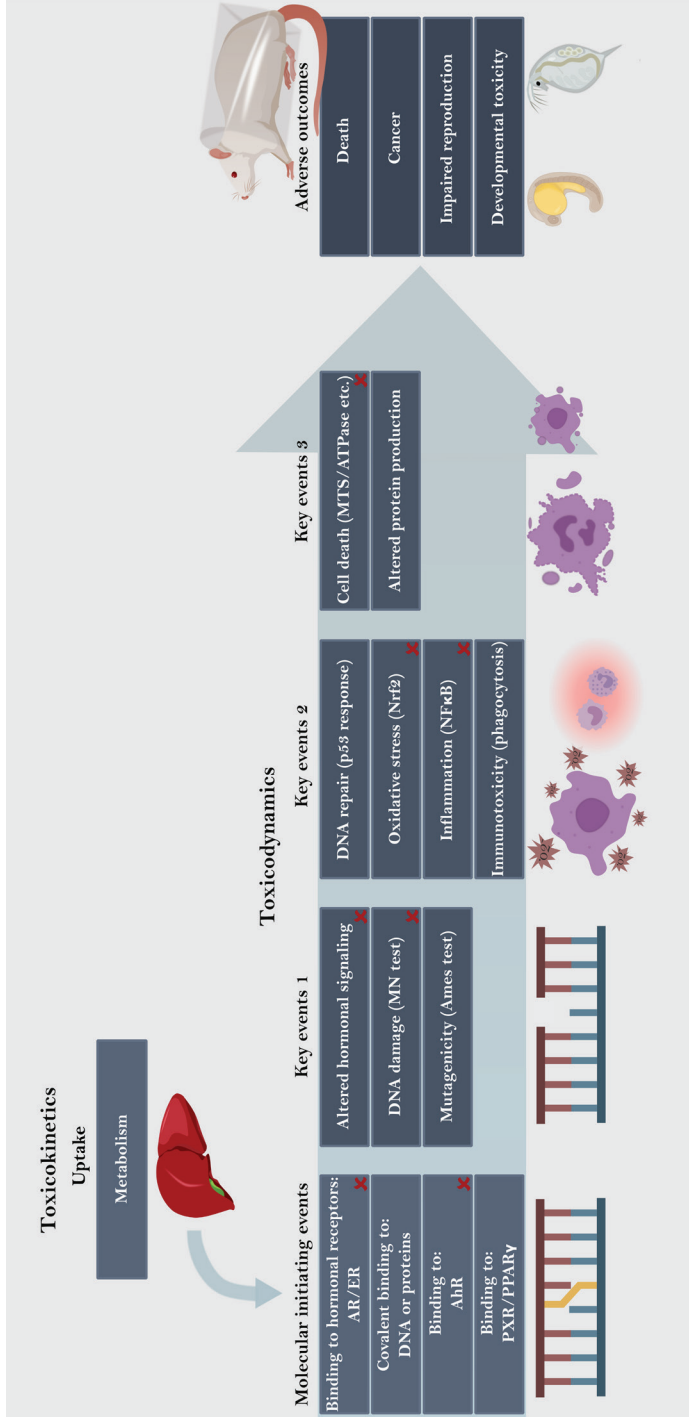 Toxicokinetics
Uptake
Metabolism
Toxicodynamics
Molecular initiating events
Binding to hormonal receptors:
AR/ER
Covalent binding to:
DNA or proteins
Binding to:
AhR
Binding to:
PXR/PPARγ
Key events 1
Altered hormonal signaling
DNA damage (MN test)
Mutagenicity (Ames test)
Key events 2
DNA repair (p53 response)
Oxidative stress (Nrf2)
Inflammation (NFκB)
Immunotoxicity (phagocytosis)
Key events 3
Cell death (MTS/ATPase etc.)
Altered protein production
Adverse outcomes
Death
Cancer
Impaired reproduction
Developmental toxicity